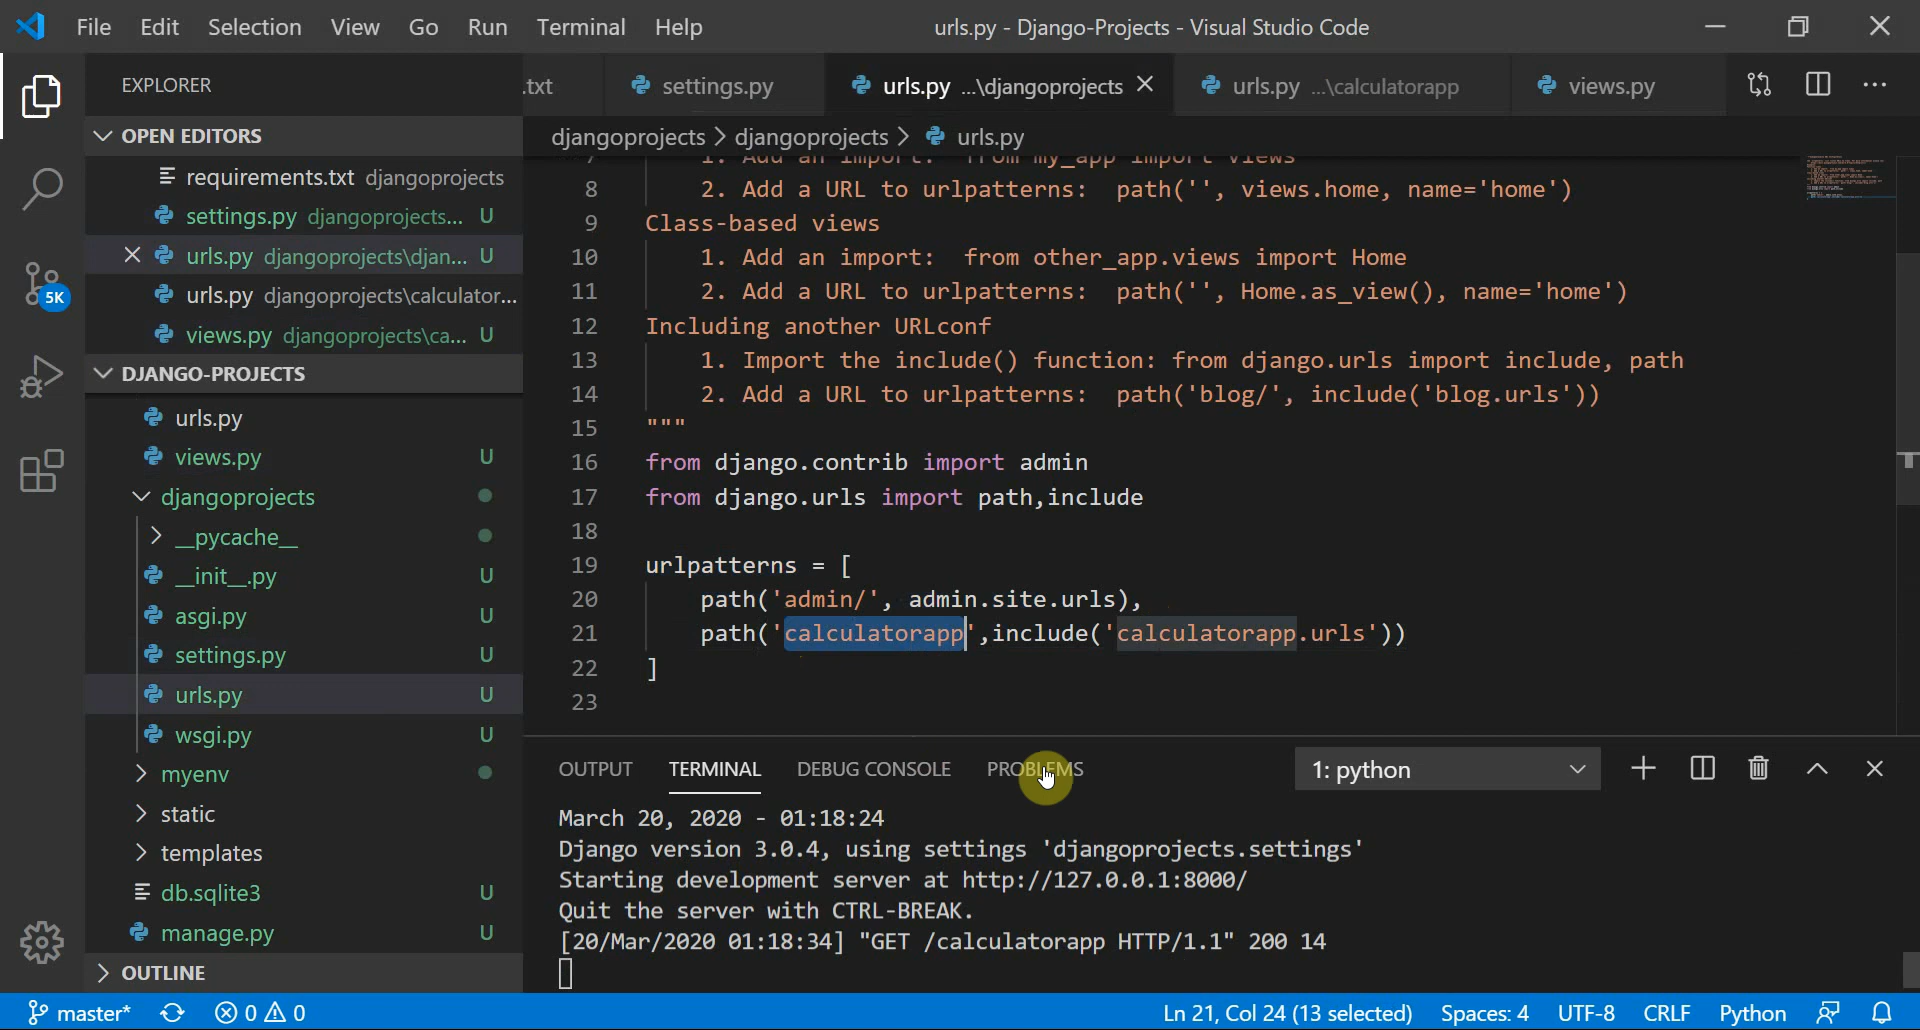 File Edit Selection View Go Run Terminal Help
urls.py - Django-Projects - Visual Studio Code
EXPLORER
.txt settings.py urls.py ...\djangoprojects urls.py ...\calculatorapp views.py
OPEN EDITORS
requirements.txt djangoprojects
settings.py djangoprojects... U
urls.py djangoprojects\djan... U
urls.py djangoprojects\calculator...
views.py djangoprojects\ca... U
DJANGO-PROJECTS
urls.py
views.py U
djangoprojects
__pycache__
__init__.py U
asgi.py U
settings.py U
urls.py U
wsgi.py U
myenv
static
templates
db.sqlite3 U
manage.py U
OUTLINE
5K
djangoprojects > djangoprojects > urls.py
7 1. Add an import: from my_app import views
8 2. Add a URL to urlpatterns: path('', views.home, name='home')
9 Class-based views
10 1. Add an import: from other_app.views import Home
11 2. Add a URL to urlpatterns: path('', Home.as_view(), name='home')
12 Including another URLconf
13 1. Import the include() function: from django.urls import include, path
14 2. Add a URL to urlpatterns: path('blog/', include('blog.urls'))
15 """
16 from django.contrib import admin
17 from django.urls import path,include
18
19 urlpatterns = [
20 path('admin/', admin.site.urls),
21 path('calculatorapp',include('calculatorapp.urls'))
22 ]
23
OUTPUT TERMINAL DEBUG CONSOLE PROBLEMS 1: python
March 20, 2020 - 01:18:24
Django version 3.0.4, using settings 'djangoprojects.settings'
Starting development server at http://127.0.0.1:8000/
Quit the server with CTRL-BREAK.
[20/Mar/2020 01:18:34] "GET /calculatorapp HTTP/1.1" 200 14
master* 0 0 Ln 21, Col 24 (13 selected) Spaces: 4 UTF-8 CRLF Python